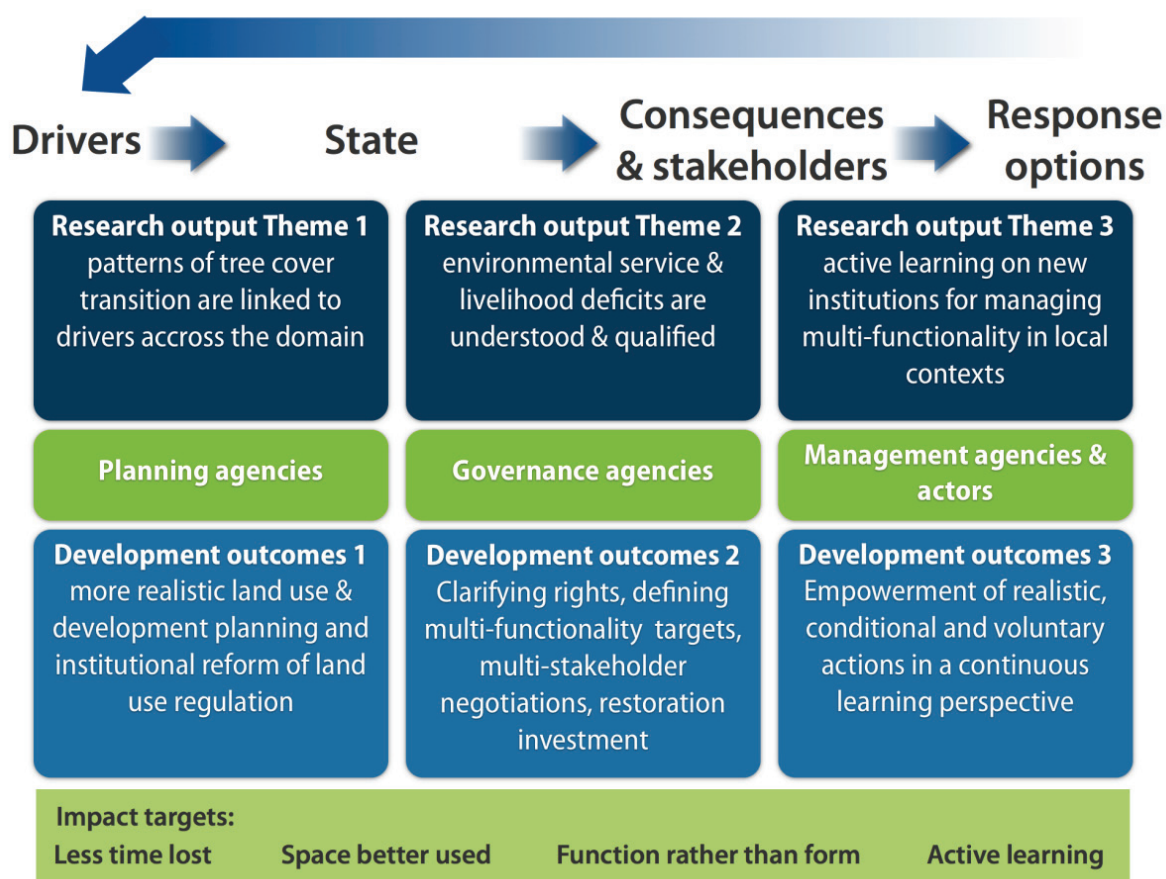 Drivers
State
Consequences
& stakeholders
Response
options
Research output Theme 1
patterns of tree cover
transition are linked to
drivers accross the domain
Research output Theme 2
environmental service &
livelihood deficits are
understood & qualified
Research output Theme 3
active learning on new
institutions for managing
multi-functionality in local
contexts
Planning agencies
Governance agencies
Management agencies &
actors
Development outcomes 1
more realistic land use &
development planning and
institutional reform of land
use regulation
Development outcomes 2
Clarifying rights, defining
multi-functionality targets,
multi-stakeholder
negotiations, restoration
investment
Development outcomes 3
Empowerment of realistic,
conditional and voluntary
actions in a continuous
learning perspective
Impact targets:
Less time lost Space better used Function rather than form Active learning